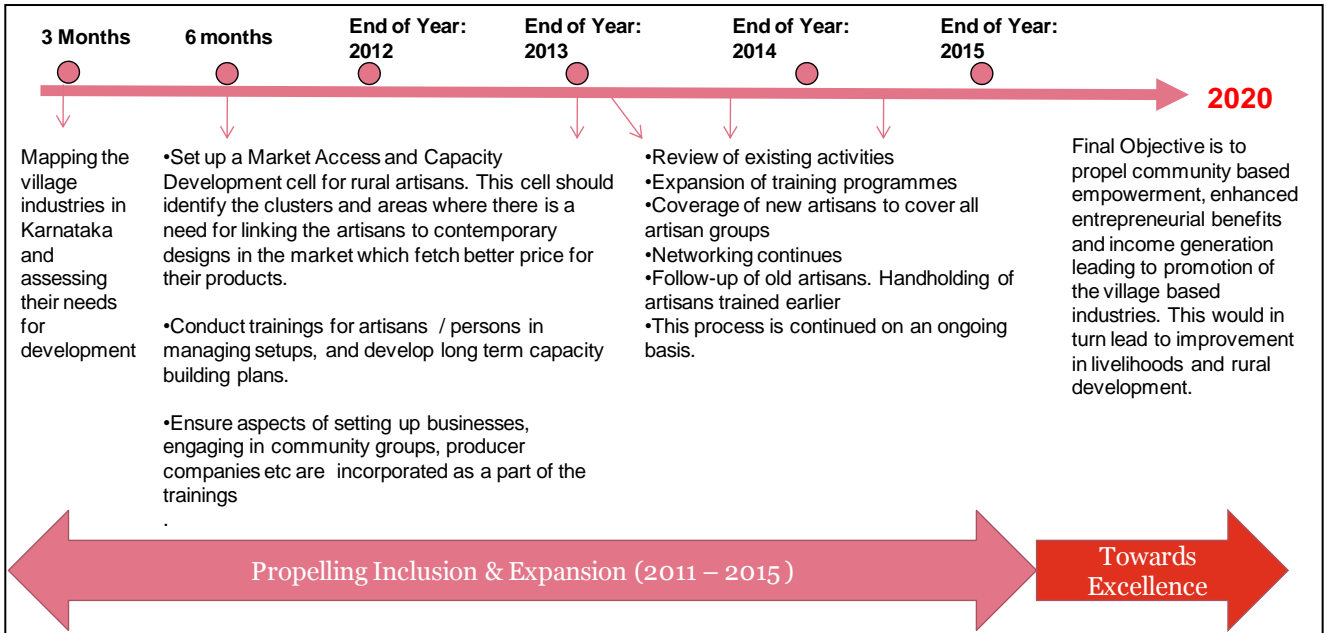 3 Months
6 months
End of Year:
2012
End of Year:
2013
End of Year:
2014
End of Year:
2015
2020
Mapping the
village
industries in
Karnataka
and
assessing
their needs
for
development
•Set up a Market Access and Capacity
Development cell for rural artisans. This cell should
identify the clusters and areas where there is a
need for linking the artisans to contemporary
designs in the market which fetch better price for
their products.
•Conduct trainings for artisans / persons in
managing setups, and develop long term capacity
building plans.
•Ensure aspects of setting up businesses,
engaging in community groups, producer
companies etc are incorporated as a part of the
trainings
.
•Review of existing activities
•Expansion of training programmes
•Coverage of new artisans to cover all
artisan groups
•Networking continues
•Follow-up of old artisans. Handholding of
artisans trained earlier
•This process is continued on an ongoing
basis.
Final Objective is to
propel community based
empowerment, enhanced
entrepreneurial benefits
and income generation
leading to promotion of
the village based
industries. This would in
turn lead to improvement
in livelihoods and rural
development.
Propelling Inclusion & Expansion (2011 – 2015 )
Towards
Excellence